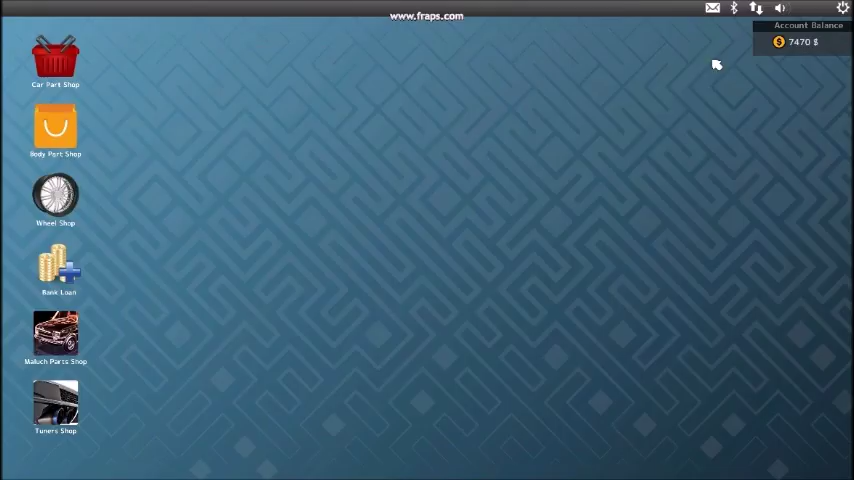 www.fraps.com
Account Balance
7470 $
Car Part Shop
Body Part Shop
Wheel Shop
Bank Loan
Maluch Parts Shop
Tuners Shop